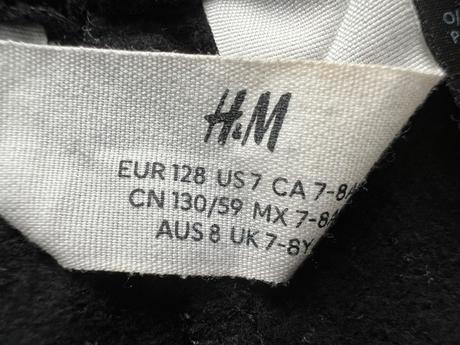 H&M
EUR 128 US 7 CA 7-8
CN 130/59 MX 7-8
AUS 8 UK 7-8Y